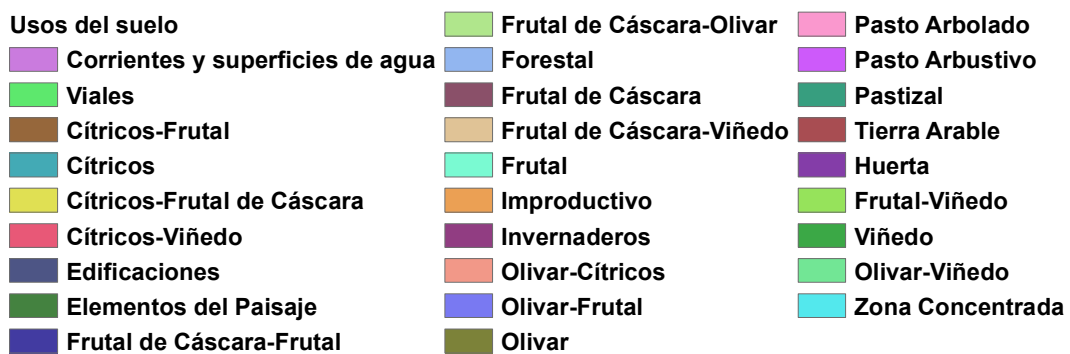 Usos del suelo
Corrientes y superficies de agua
Viales
Cítricos-Frutal
Cítricos
Cítricos-Frutal de Cáscara
Cítricos-Viñedo
Edificaciones
Elementos del Paisaje
Frutal de Cáscara-Frutal
Frutal de Cáscara-Olivar
Forestal
Frutal de Cáscara
Frutal de Cáscara-Viñedo
Frutal
Improductivo
Invernaderos
Olivar-Cítricos
Olivar-Frutal
Olivar
Pasto Arbolado
Pasto Arbustivo
Pastizal
Tierra Arable
Huerta
Frutal-Viñedo
Viñedo
Olivar-Viñedo
Zona Concentrada